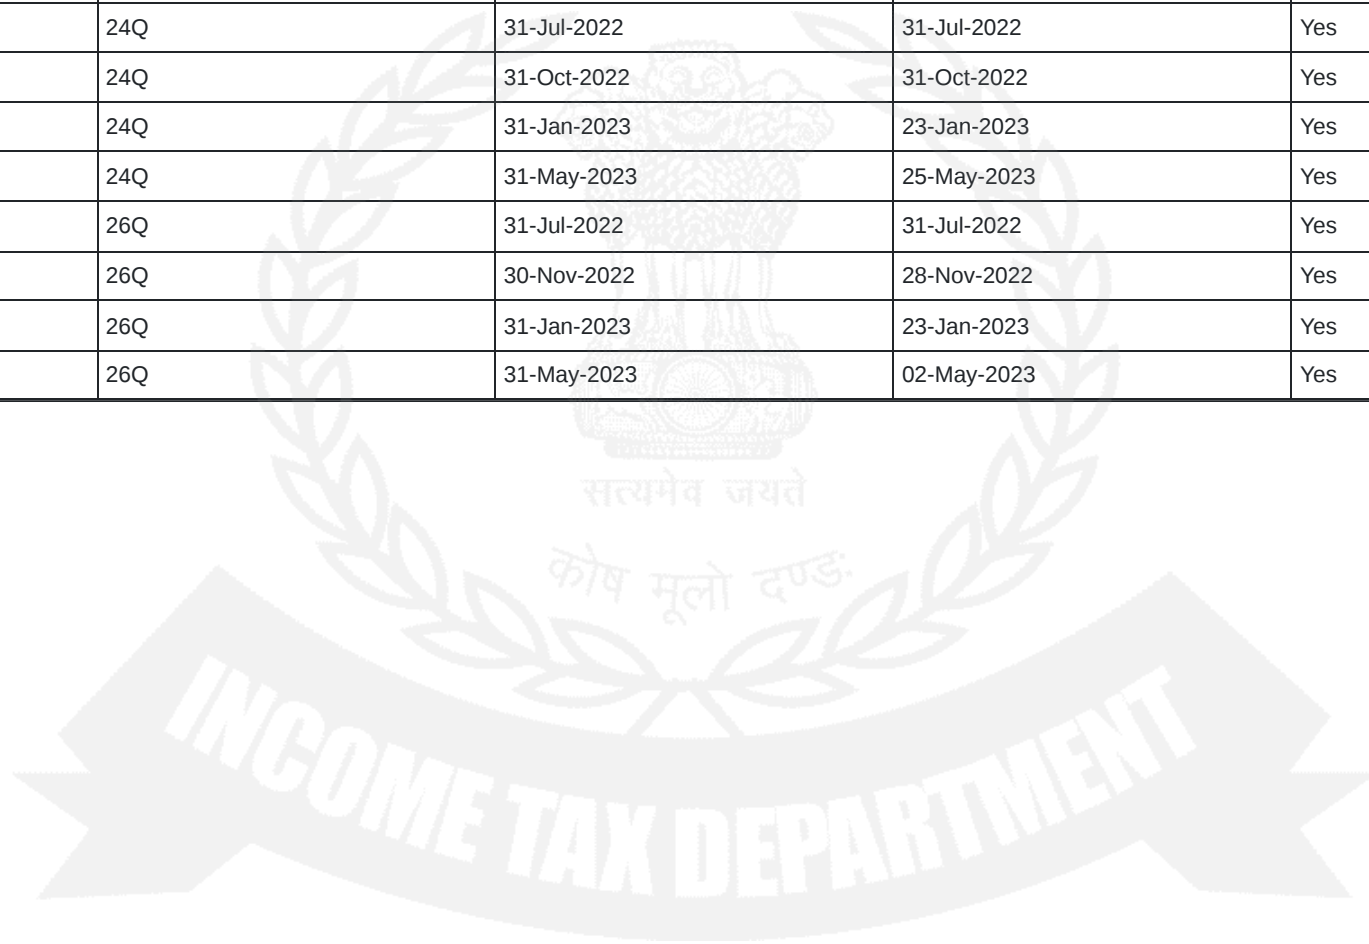 24Q 31-Jul-2022 31-Jul-2022 Yes
24Q 31-Oct-2022 31-Oct-2022 Yes
24Q 31-Jan-2023 23-Jan-2023 Yes
24Q 31-May-2023 25-May-2023 Yes
26Q 31-Jul-2022 31-Jul-2022 Yes
26Q 30-Nov-2022 28-Nov-2022 Yes
26Q 31-Jan-2023 23-Jan-2023 Yes
26Q 31-May-2023 02-May-2023 Yes
सत्यमेव जयते
कोष मूलो दण्डः
INCOME TAX DEPARTMENT